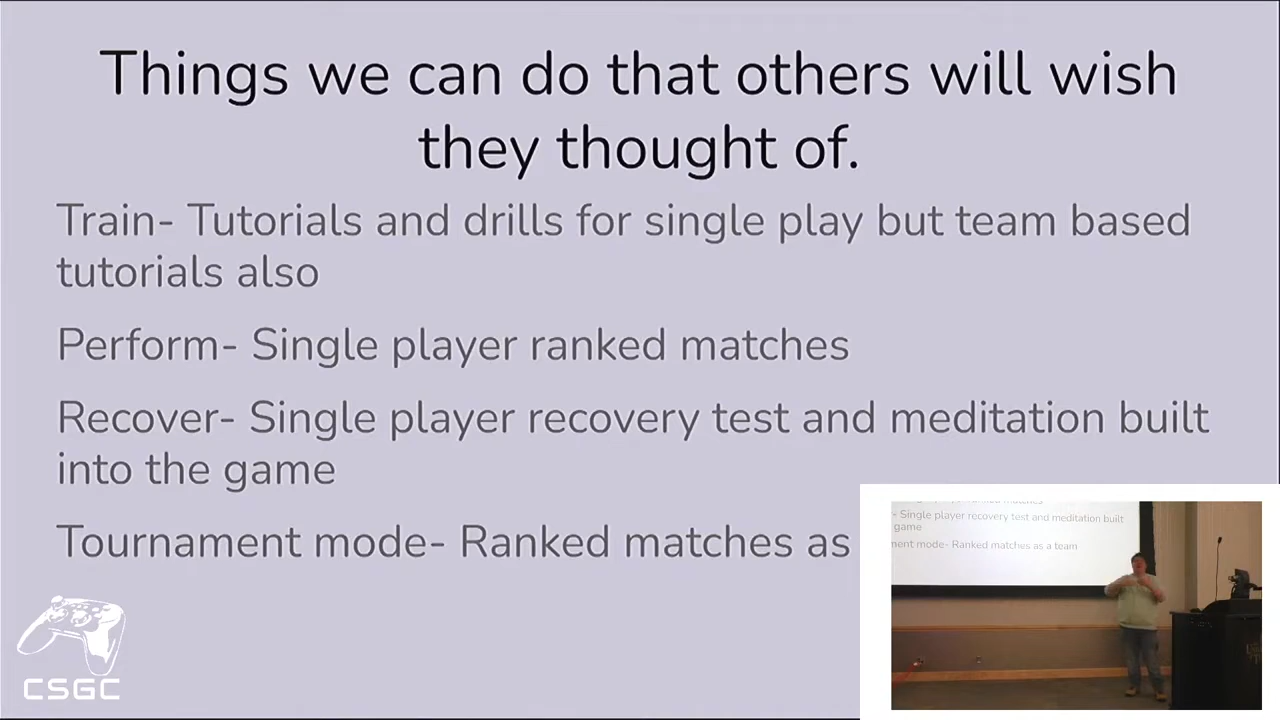 Things we can do that others will wish
they thought of.
Train- Tutorials and drills for single play but team based
tutorials also
Perform- Single player ranked matches
Recover- Single player recovery test and meditation built
into the game
Tournament mode- Ranked matches as
CSGC
- Single player recovery test and meditation built
game
ment mode- Ranked matches as a team